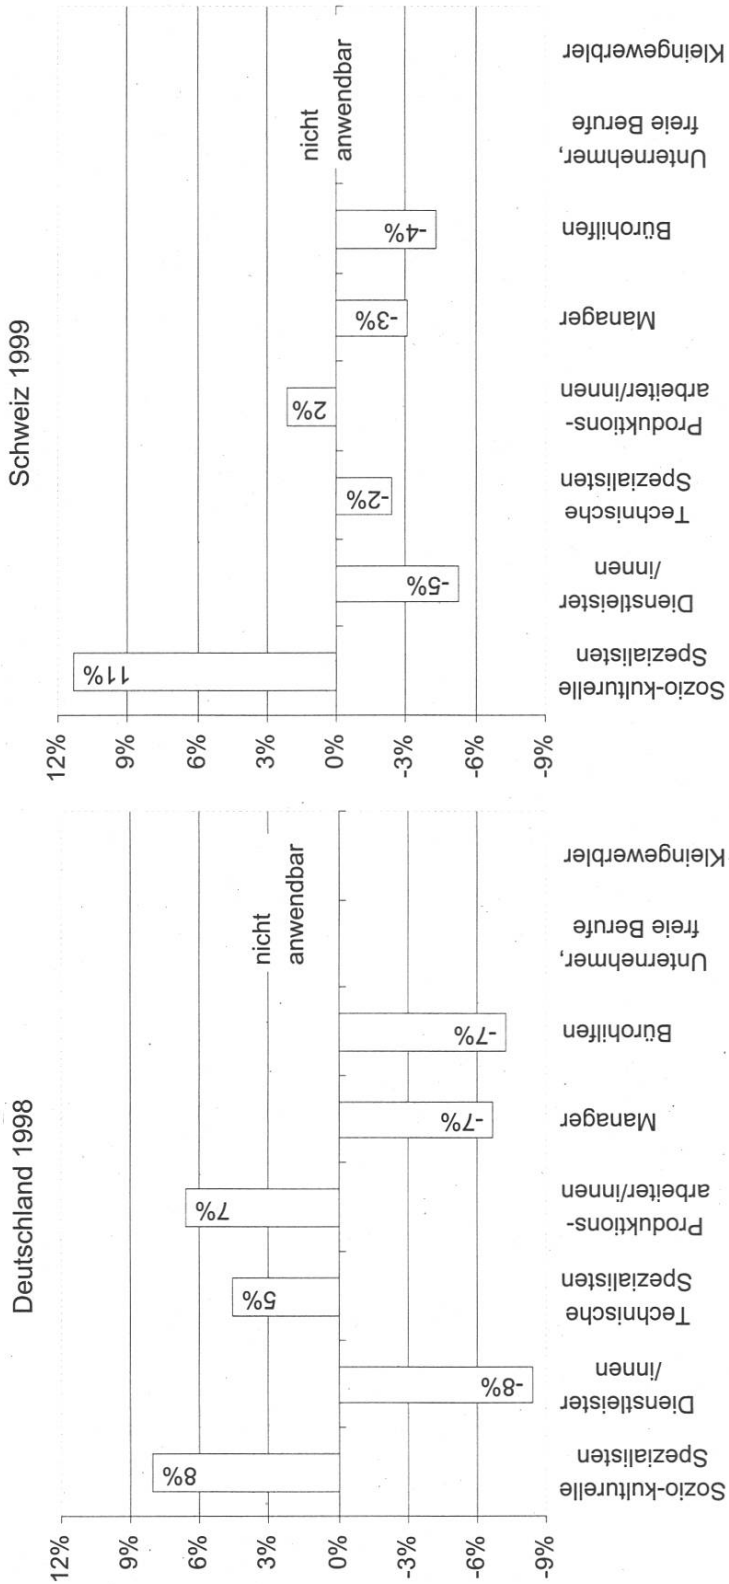 Deutschland 1998
12%
9%
6%
3%
0%
-3%
-6%
-9%
8%
-8%
5%
7%
-7%
-7%
nicht
anwendbar
Sozio-kulturelle
Spezialisten
Dienstleister
/innen
Technische
Spezialisten
Produktions-
arbeiter/innen
Manager
Bürohilfen
Unternehmer,
freie Berufe
Kleingewerbler
Schweiz 1999
12%
9%
6%
3%
0%
-3%
-6%
-9%
11%
-5%
-2%
2%
-3%
-4%
nicht
anwendbar
Sozio-kulturelle
Spezialisten
Dienstleister
/innen
Technische
Spezialisten
Produktions-
arbeiter/innen
Manager
Bürohilfen
Unternehmer,
freie Berufe
Kleingewerbler